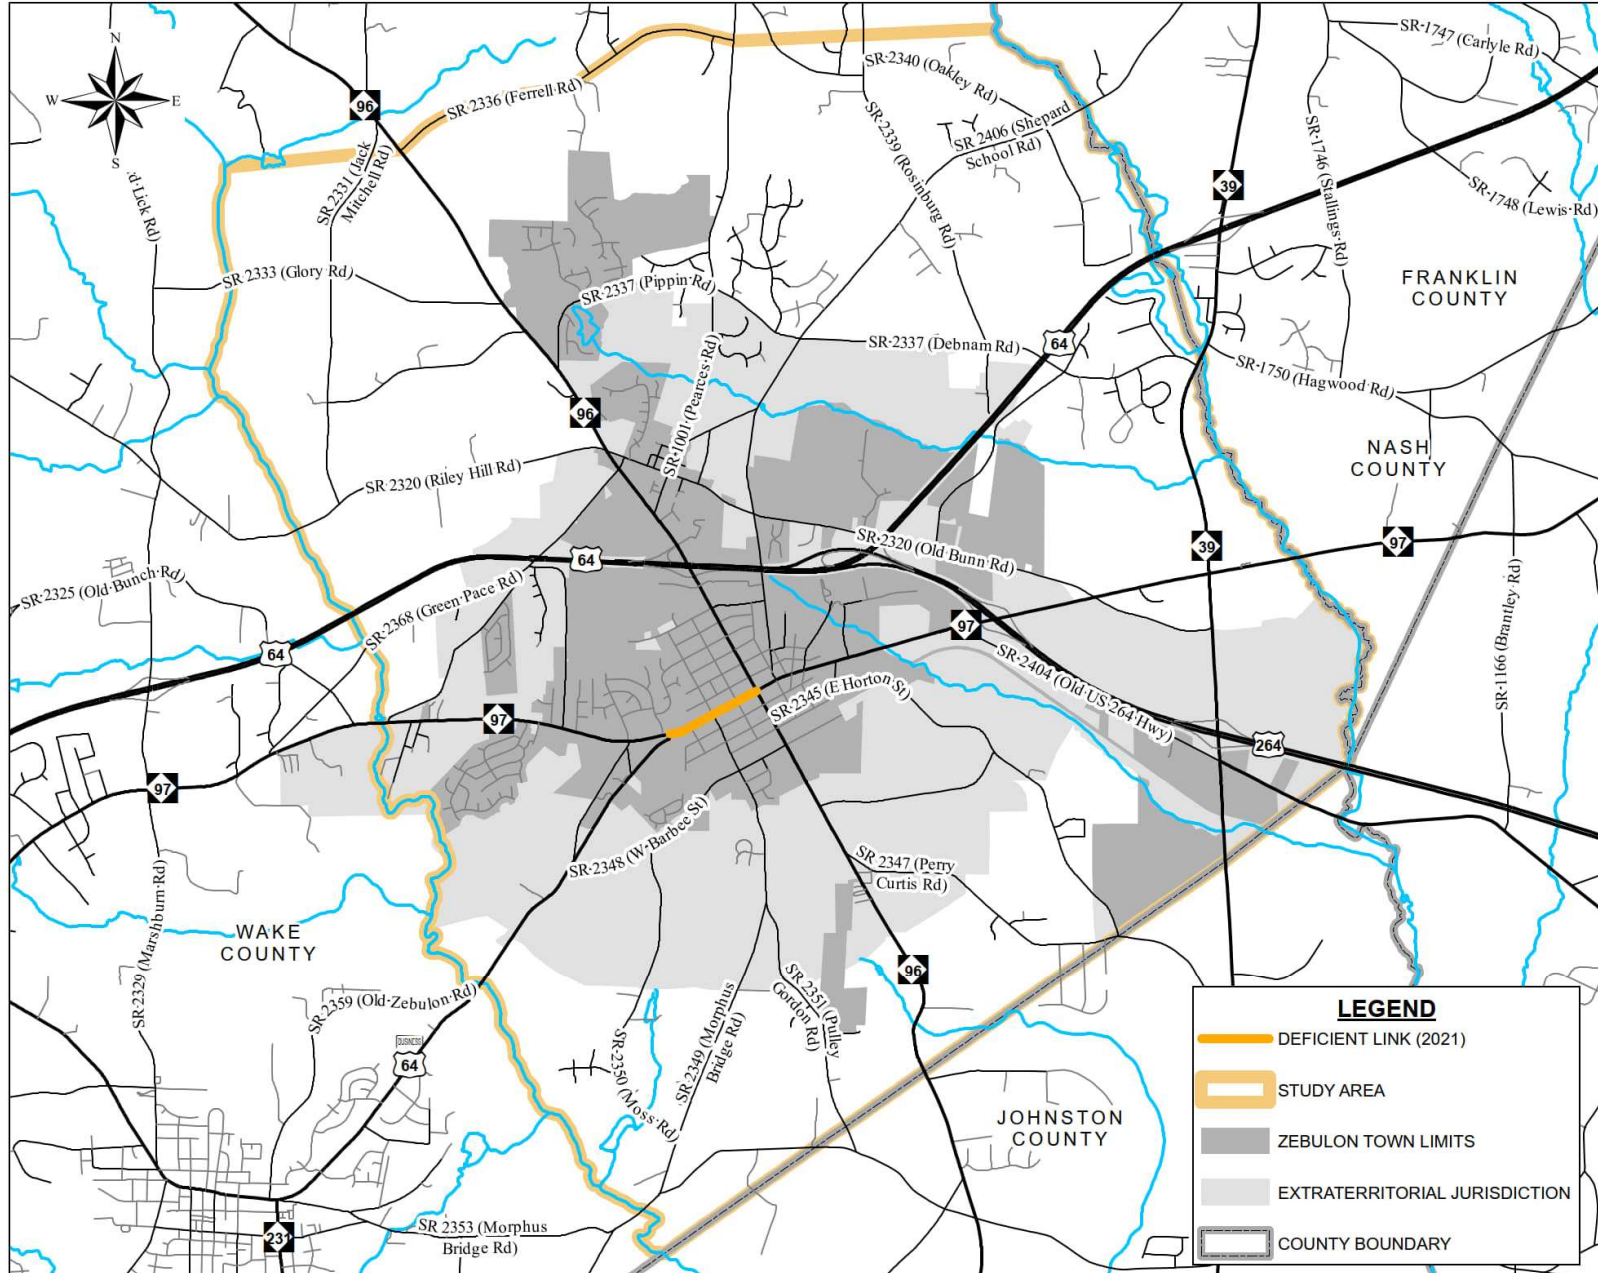 N
W
E
S
96
SR 2336 (Ferrell Rd)
SR-2340 (Oakley Rd)
SR-1747 (Carlyle Rd)
SR 2331 (Jack
Mitchell Rd)
d-Lick Rd)
SR-2339 (Rosinburg Rd)
SR 2406 (Shepard
School Rd)
39
SR-1746 (Stallings-Rd)
SR-1748 (Lewis-Rd)
SR 2333 (Glory Rd)
SR-2337 (Pippin-Rd)
FRANKLIN
COUNTY
SR-2337 (Debnam Rd)
64
SR-1750 (Hagwood Rd)
96
SR-1001-(Pearces-Rd)
NASH
COUNTY
SR-2320 (Riley Hill Rd)
SR-2320 (Old Bunn Rd)
39
97
SR-2325 (Old-Bunch-Rd)
64
SR-2368 (Green Pace Rd)
64
97
SR-1166 (Brantley Rd)
SR-2404 (Old US 264 Hwy)
SR-2345 (E Horton St)
97
264
97
SR-2348 (W-Barbee St)
SR 2347 (Perry
Curtis Rd)
SR-2329 (Marshburn-Rd)
WAKE
COUNTY
96
SR-2359 (Old-Zebulon-Rd)
SR 2351 (Pulley
Gordon Rd)
SR-2349 (Morphus
Bridge Rd)
SR-2350 (Moss Rd)
BUSINESS
64
JOHNSTON
COUNTY
SR 2353 (Morphus
Bridge Rd)
231
LEGEND
DEFICIENT LINK (2021)
STUDY AREA
ZEBULON TOWN LIMITS
EXTRATERRITORIAL JURISDICTION
COUNTY BOUNDARY